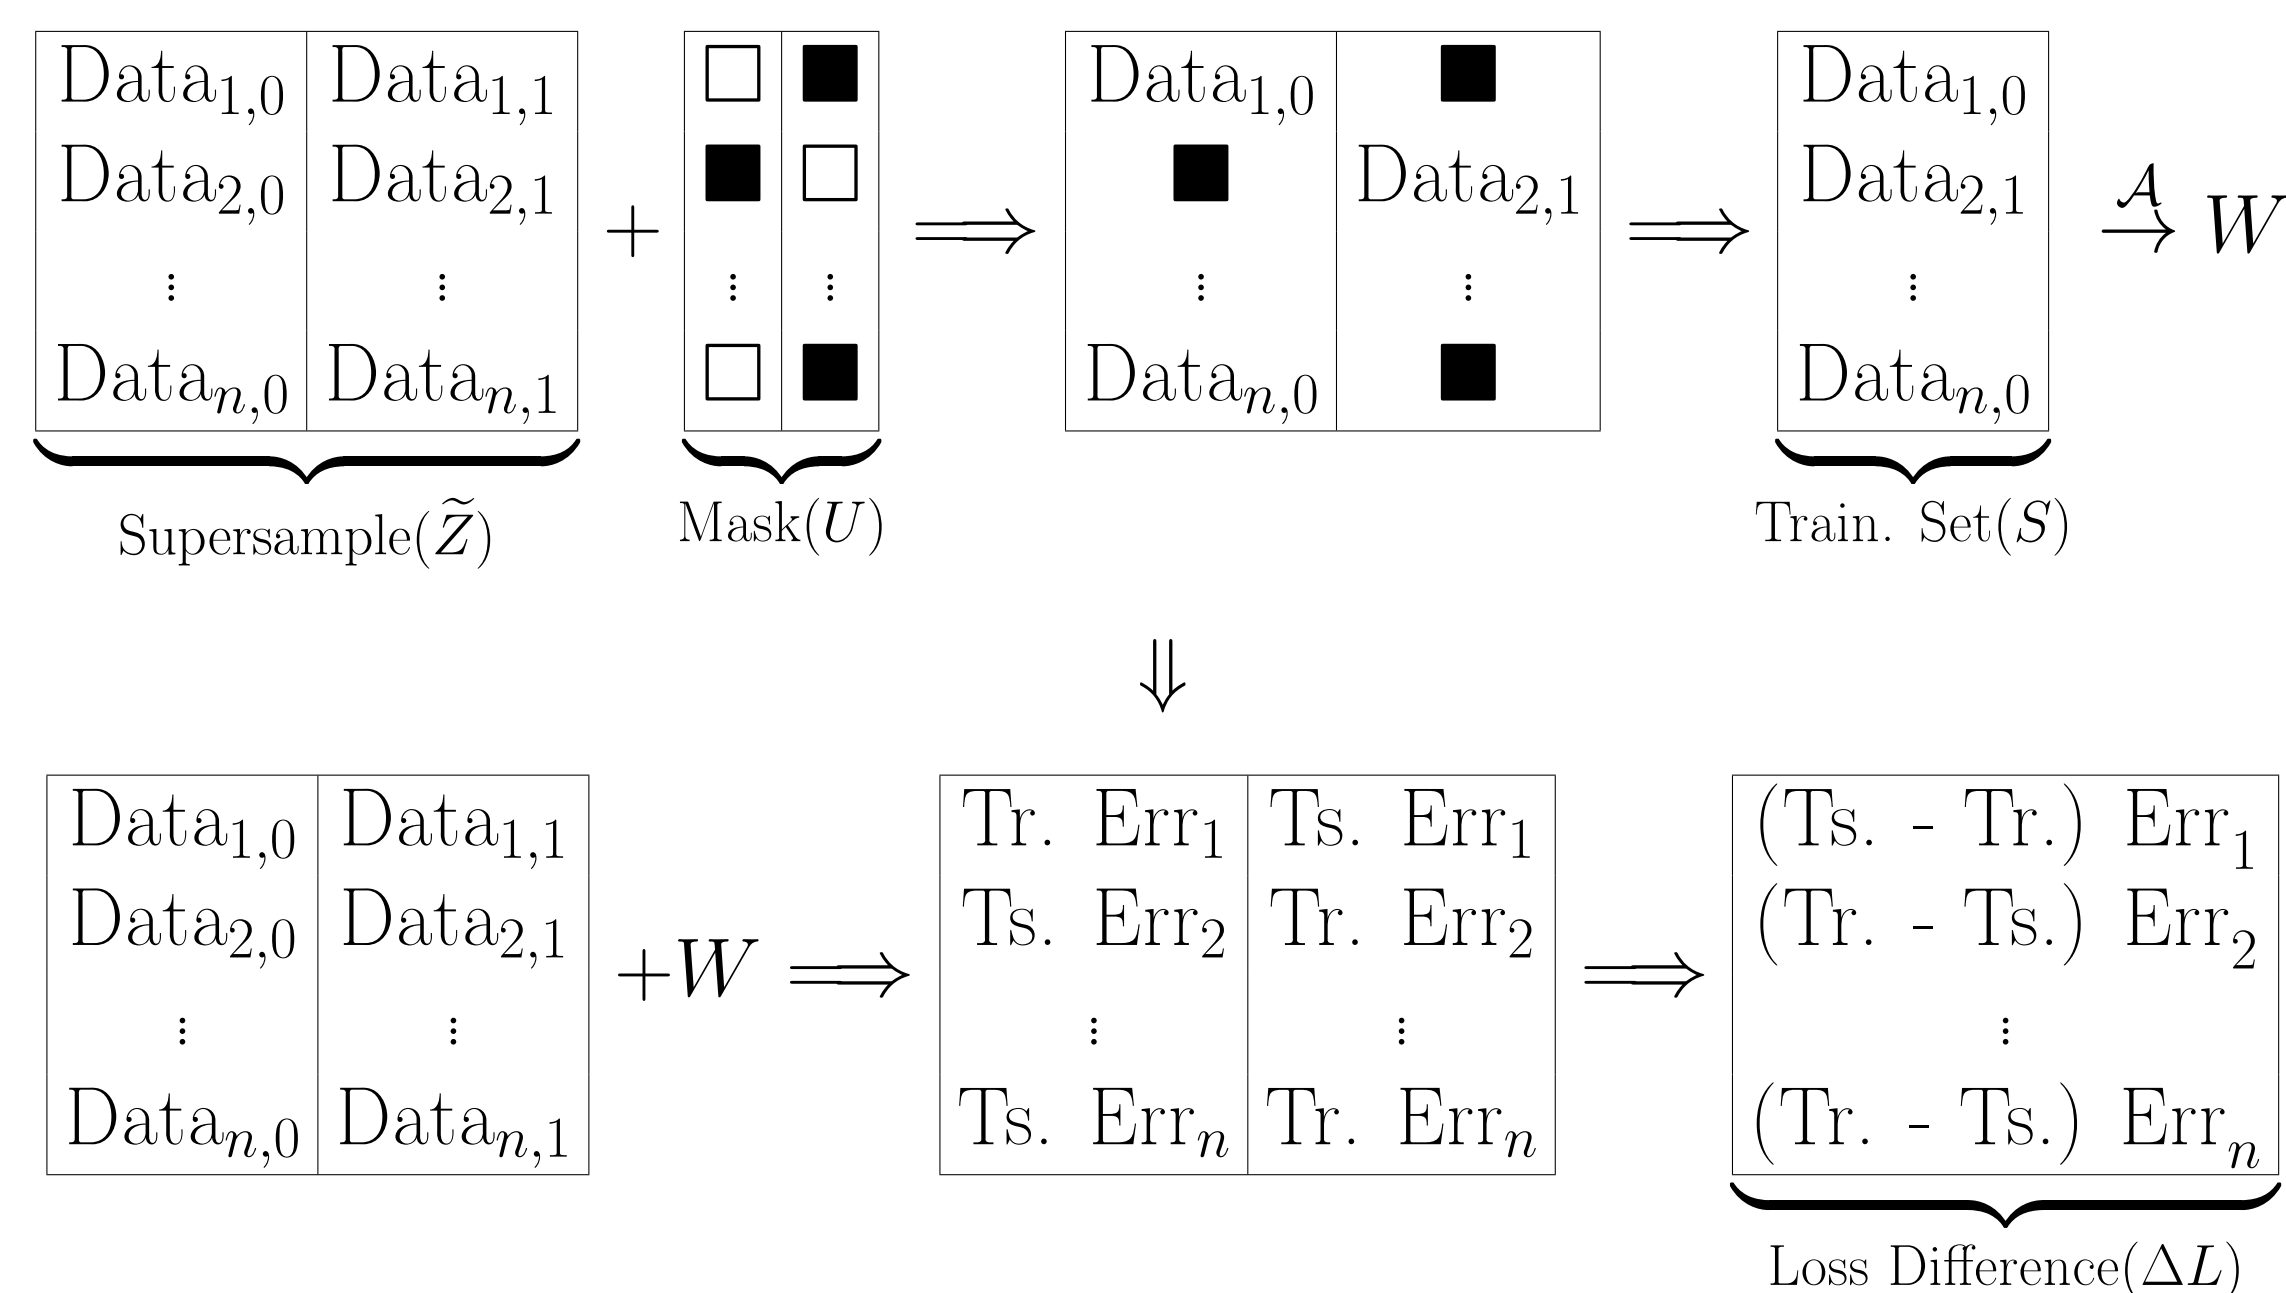 Data1,0 Data1,1 □ ■ Data1,0 ■ Data1,0
Data2,0 Data2,1 ■ □ ■ Data2,1 Data2,1
+ ⟹ ⟹ 𝒜→ W
⋮ ⋮ ⋮ ⋮ ⋮ ⋮ ⋮
Datan,0 Datan,1 □ ■ Datan,0 ■ Datan,0
Supersample(Z̃) Mask(U) Train. Set(S)
⇓
Data1,0 Data1,1 Tr. Err1 Ts. Err1 (Ts. - Tr.) Err1
Data2,0 Data2,1 Ts. Err2 Tr. Err2 (Tr. - Ts.) Err2
+W ⟹ ⟹
⋮ ⋮ ⋮ ⋮ ⋮
Datan,0 Datan,1 Ts. Errn Tr. Errn (Tr. - Ts.) Errn
Loss Difference(ΔL)